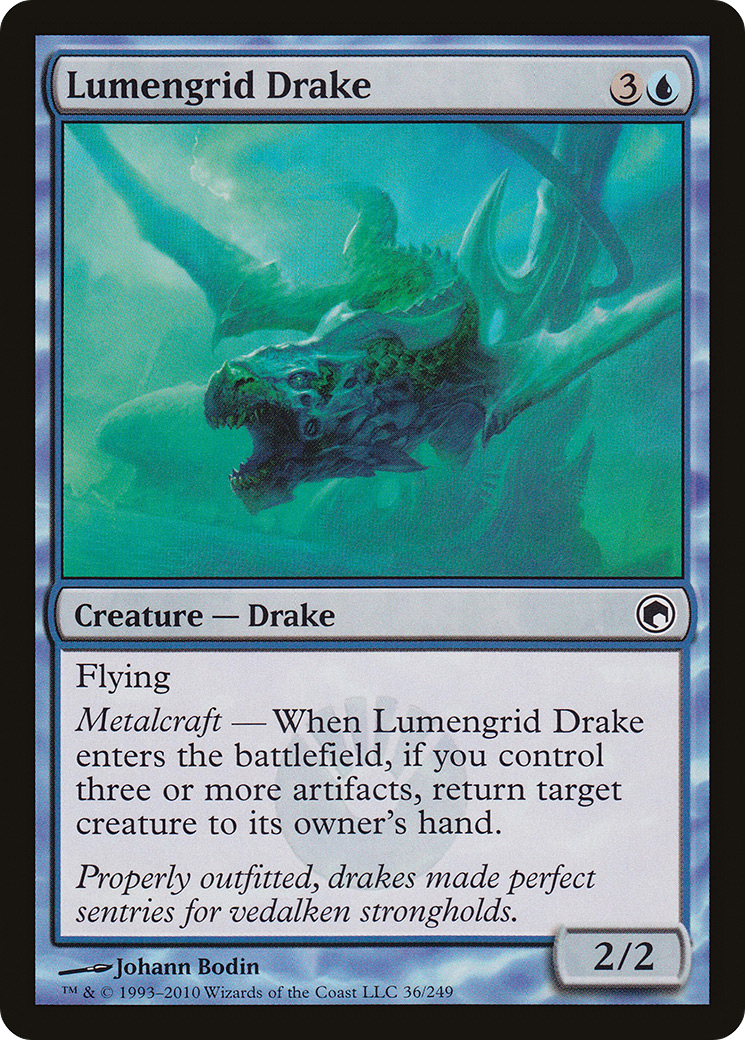 Lumengrid Drake 3
Creature — Drake
Flying
Metalcraft — When Lumengrid Drake
enters the battlefield, if you control
three or more artifacts, return target
creature to its owner's hand.
Properly outfitted, drakes made perfect
sentries for vedalken strongholds.
2/2
Johann Bodin
™ & © 1993–2010 Wizards of the Coast LLC 36/249